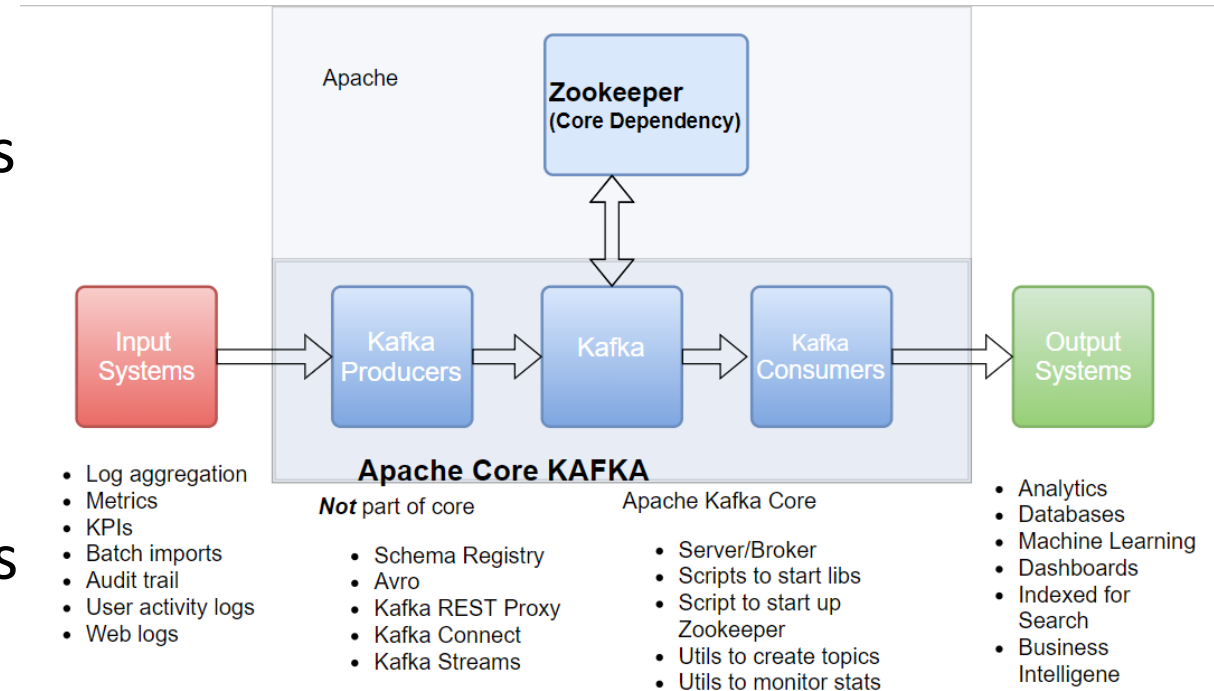 s
s
Apache
Zookeeper
(Core Dependency)
Input
Systems
Kafka
Producers
Kafka
Kafka
Consumers
Output
Systems
Apache Core KAFKA
• Log aggregation
• Metrics
• KPIs
• Batch imports
• Audit trail
• User activity logs
• Web logs
Not part of core
• Schema Registry
• Avro
• Kafka REST Proxy
• Kafka Connect
• Kafka Streams
Apache Kafka Core
• Server/Broker
• Scripts to start libs
• Script to start up
Zookeeper
• Utils to create topics
• Utils to monitor stats
• Analytics
• Databases
• Machine Learning
• Dashboards
• Indexed for
Search
• Business
Intelligene